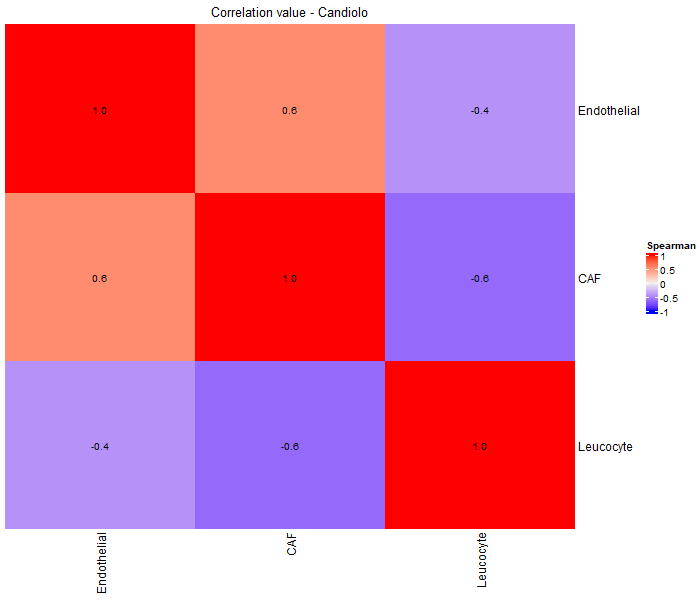 Correlation value - Candiolo
1.0 0.6 -0.4 Endothelial
0.6 1.0 -0.6 CAF
-0.4 -0.6 1.0 Leucocyte
Endothelial CAF Leucocyte
Spearman
1
0.5
0
-0.5
-1